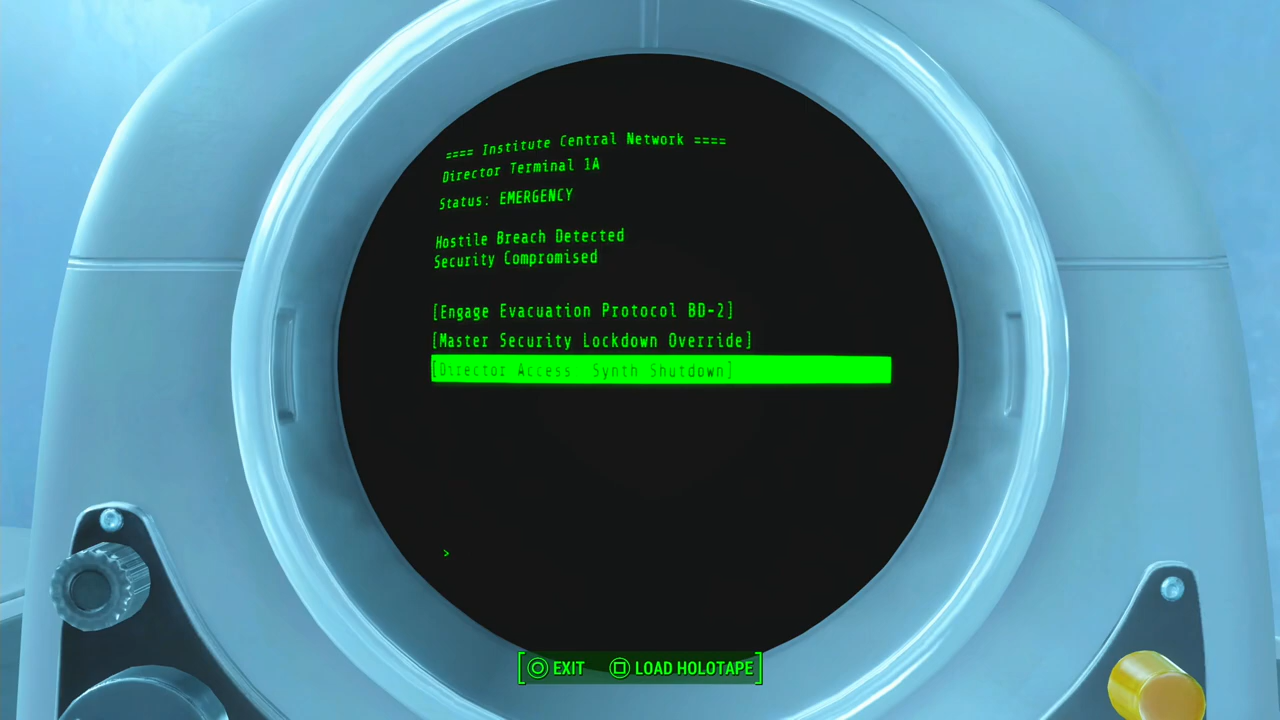 ==== Institute Central Network ====
Director Terminal 1A
Status: EMERGENCY
Hostile Breach Detected
Security Compromised
[Engage Evacuation Protocol BD-2]
[Master Security Lockdown Override]
[Director Access  Synth Shutdown]
>
[ EXIT LOAD HOLOTAPE ]